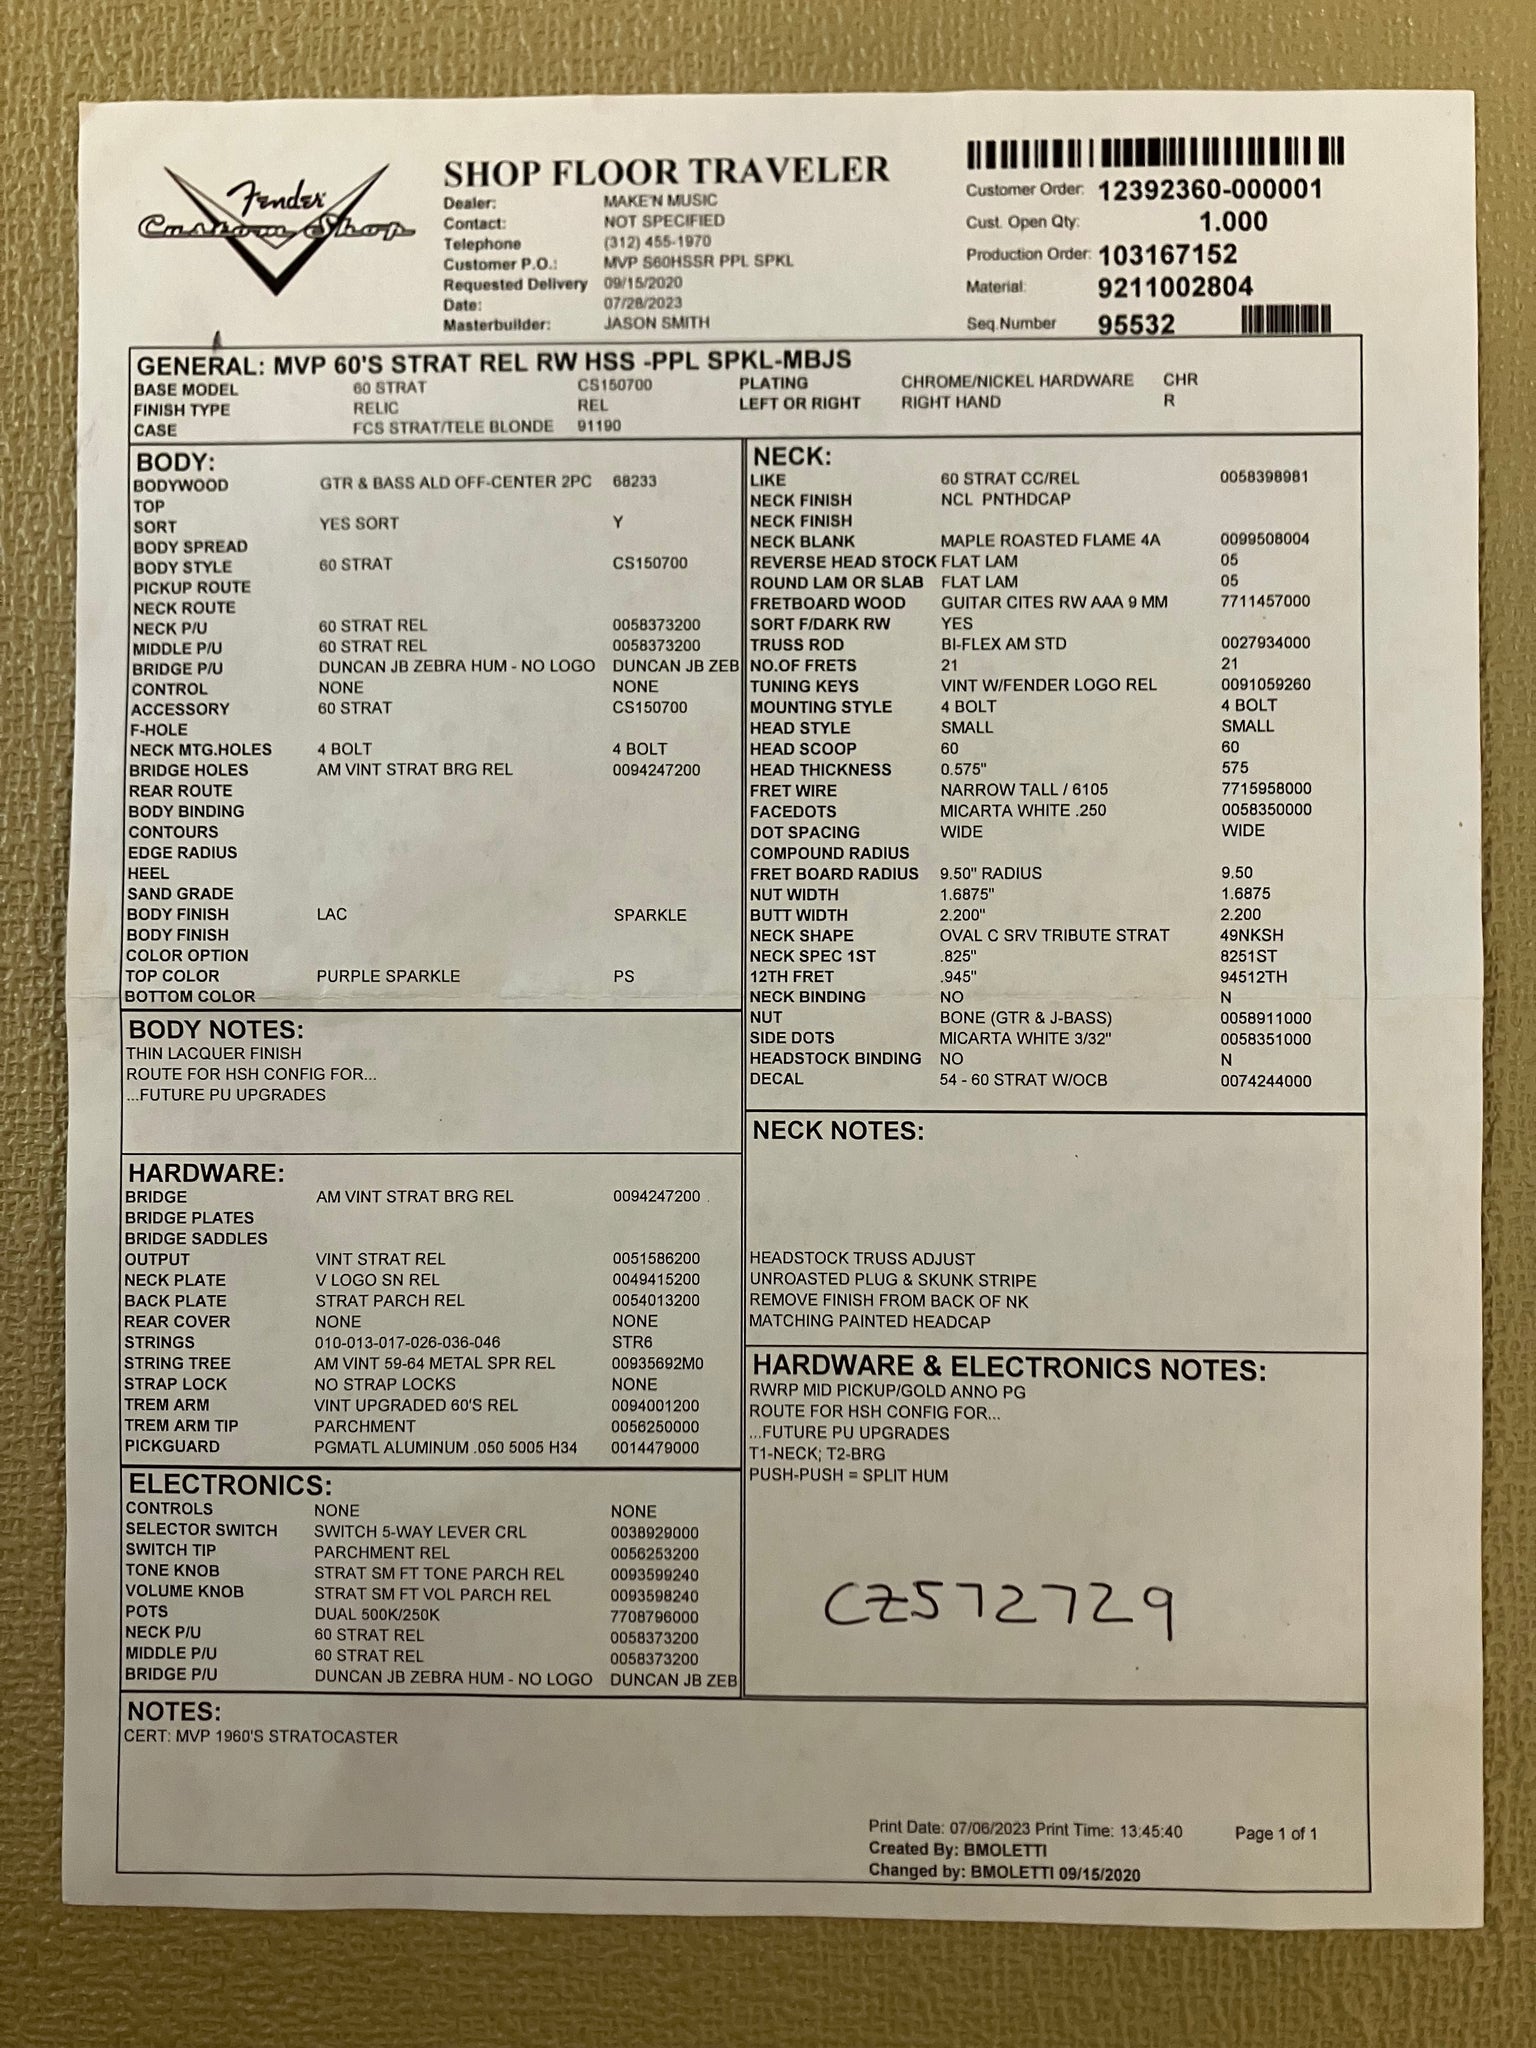 Fender
Custom Shop
SHOP FLOOR TRAVELER
Dealer: MAKE'N MUSIC
Contact: NOT SPECIFIED
Telephone (312) 455-1970
Customer P.O.: MVP S60HSSR PPL SPKL
Requested Delivery 09/15/2020
Date: 07/28/2023
Masterbuilder: JASON SMITH
Customer Order: 12392360-000001
Cust. Open Qty: 1.000
Production Order: 103167152
Material: 9211002804
Seq.Number 95532
GENERAL: MVP 60'S STRAT REL RW HSS -PPL SPKL-MBJS
BASE MODEL 60 STRAT CS150700 PLATING CHROME/NICKEL HARDWARE CHR
FINISH TYPE RELIC REL LEFT OR RIGHT RIGHT HAND R
CASE FCS STRAT/TELE BLONDE 91190
BODY:
BODYWOOD GTR & BASS ALD OFF-CENTER 2PC 68233
TOP
SORT YES SORT Y
BODY SPREAD
BODY STYLE 60 STRAT CS150700
PICKUP ROUTE
NECK ROUTE
NECK P/U 60 STRAT REL 0058373200
MIDDLE P/U 60 STRAT REL 0058373200
BRIDGE P/U DUNCAN JB ZEBRA HUM - NO LOGO DUNCAN JB ZEB
CONTROL NONE NONE
ACCESSORY 60 STRAT CS150700
F-HOLE
NECK MTG.HOLES 4 BOLT 4 BOLT
BRIDGE HOLES AM VINT STRAT BRG REL 0094247200
REAR ROUTE
BODY BINDING
CONTOURS
EDGE RADIUS
HEEL
SAND GRADE
BODY FINISH LAC SPARKLE
BODY FINISH
COLOR OPTION
TOP COLOR PURPLE SPARKLE PS
BOTTOM COLOR
BODY NOTES:
THIN LACQUER FINISH
ROUTE FOR HSH CONFIG FOR...
...FUTURE PU UPGRADES
HARDWARE:
BRIDGE AM VINT STRAT BRG REL 0094247200
BRIDGE PLATES
BRIDGE SADDLES
OUTPUT VINT STRAT REL 0051586200
NECK PLATE V LOGO SN REL 0049415200
BACK PLATE STRAT PARCH REL 0054013200
REAR COVER NONE NONE
STRINGS 010-013-017-026-036-046 STR6
STRING TREE AM VINT 59-64 METAL SPR REL 00935692M0
STRAP LOCK NO STRAP LOCKS NONE
TREM ARM VINT UPGRADED 60'S REL 0094001200
TREM ARM TIP PARCHMENT 0056250000
PICKGUARD PGMATL ALUMINUM .050 5005 H34 0014479000
ELECTRONICS:
CONTROLS NONE NONE
SELECTOR SWITCH SWITCH 5-WAY LEVER CRL 0038929000
SWITCH TIP PARCHMENT REL 0056253200
TONE KNOB STRAT SM FT TONE PARCH REL 0093599240
VOLUME KNOB STRAT SM FT VOL PARCH REL 0093598240
POTS DUAL 500K/250K 7708796000
NECK P/U 60 STRAT REL 0058373200
MIDDLE P/U 60 STRAT REL 0058373200
BRIDGE P/U DUNCAN JB ZEBRA HUM - NO LOGO DUNCAN JB ZEB
NECK:
LIKE 60 STRAT CC/REL 0058398981
NECK FINISH NCL PNTHDCAP
NECK FINISH
NECK BLANK MAPLE ROASTED FLAME 4A 0099508004
REVERSE HEAD STOCK FLAT LAM 05
ROUND LAM OR SLAB FLAT LAM 05
FRETBOARD WOOD GUITAR CITES RW AAA 9 MM 7711457000
SORT F/DARK RW YES
TRUSS ROD BI-FLEX AM STD 0027934000
NO.OF FRETS 21 21
TUNING KEYS VINT W/FENDER LOGO REL 0091059260
MOUNTING STYLE 4 BOLT 4 BOLT
HEAD STYLE SMALL SMALL
HEAD SCOOP 60 60
HEAD THICKNESS 0.575" 575
FRET WIRE NARROW TALL / 6105 7715958000
FACEDOTS MICARTA WHITE .250 0058350000
DOT SPACING WIDE WIDE
COMPOUND RADIUS
FRET BOARD RADIUS 9.50" RADIUS 9.50
NUT WIDTH 1.6875" 1.6875
BUTT WIDTH 2.200" 2.200
NECK SHAPE OVAL C SRV TRIBUTE STRAT 49NKSH
NECK SPEC 1ST .825" 8251ST
12TH FRET .945" 94512TH
NECK BINDING NO N
NUT BONE (GTR & J-BASS) 0058911000
SIDE DOTS MICARTA WHITE 3/32" 0058351000
HEADSTOCK BINDING NO N
DECAL 54 - 60 STRAT W/OCB 0074244000
NECK NOTES:
HEADSTOCK TRUSS ADJUST
UNROASTED PLUG & SKUNK STRIPE
REMOVE FINISH FROM BACK OF NK
MATCHING PAINTED HEADCAP
HARDWARE & ELECTRONICS NOTES:
RWRP MID PICKUP/GOLD ANNO PG
ROUTE FOR HSH CONFIG FOR...
...FUTURE PU UPGRADES
T1-NECK; T2-BRG
PUSH-PUSH = SPLIT HUM
CZ572729
NOTES:
CERT: MVP 1960'S STRATOCASTER
Print Date: 07/06/2023 Print Time: 13:45:40 Page 1 of 1
Created By: BMOLETTI
Changed by: BMOLETTI 09/15/2020